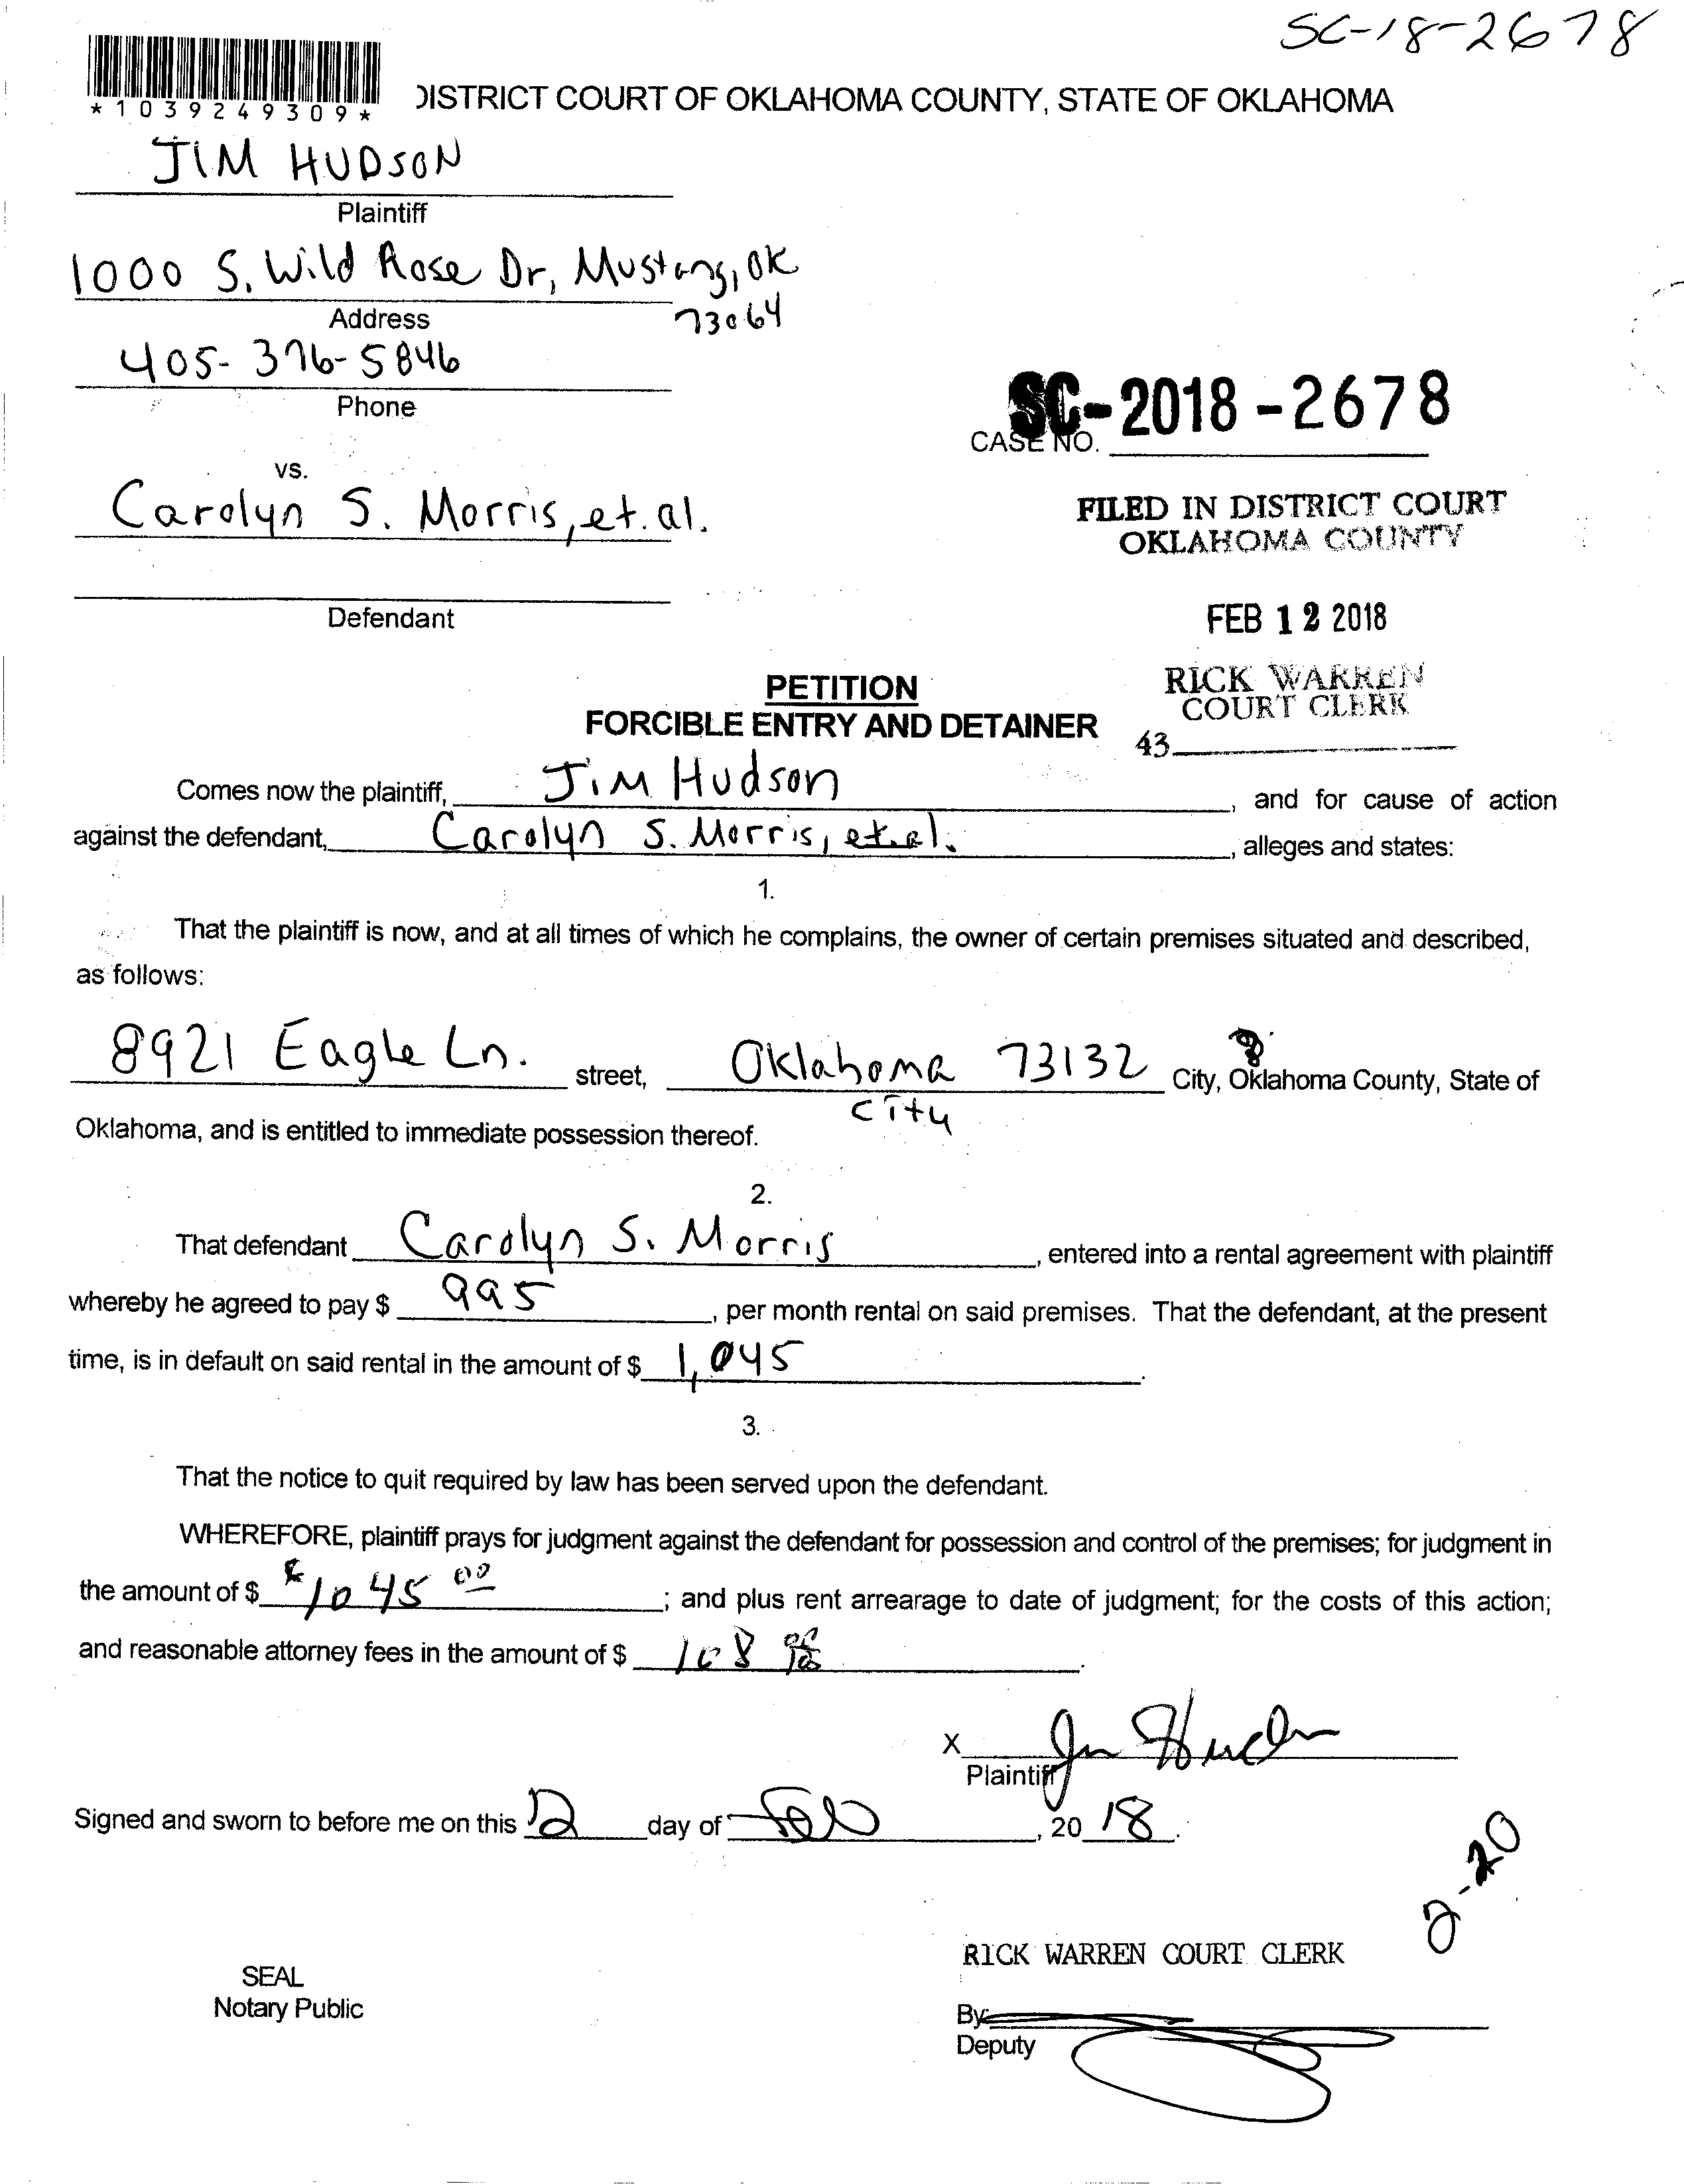 SC-18-2678
*1039249309*
DISTRICT COURT OF OKLAHOMA COUNTY, STATE OF OKLAHOMA
JIM HUDSON
Plaintiff
1000 S. Wild Rose Dr, Mustang, OK
73064
Address
405-376-5846
Phone
SC-2018-2678
CASE NO.
vs.
Carolyn S. Morris, et. al.
FILED IN DISTRICT COURT
OKLAHOMA COUNTY
Defendant
FEB 12 2018
RICK WARREN
COURT CLERK
43
PETITION
FORCIBLE ENTRY AND DETAINER
Comes now the plaintiff, Jim Hudson, and for cause of action
against the defendant, Carolyn S. Morris, et. al., alleges and states:
1.
That the plaintiff is now, and at all times of which he complains, the owner of certain premises situated and described,
as follows:
8921 Eagle Ln. street, Oklahoma 73132 City, Oklahoma County, State of
city
Oklahoma, and is entitled to immediate possession thereof.
2.
That defendant Carolyn S. Morris, entered into a rental agreement with plaintiff
whereby he agreed to pay $ 995, per month rental on said premises. That the defendant, at the present
time, is in default on said rental in the amount of $ 1,045.
3.
That the notice to quit required by law has been served upon the defendant.
WHEREFORE, plaintiff prays for judgment against the defendant for possession and control of the premises; for judgment in
the amount of $ $1045 00; and plus rent arrearage to date of judgment; for the costs of this action;
and reasonable attorney fees in the amount of $ 108.
X Jim Hudson
Plaintiff
Signed and sworn to before me on this 12 day of Feb, 20 18.
2-20
RICK WARREN COURT CLERK
SEAL
Notary Public
By
Deputy